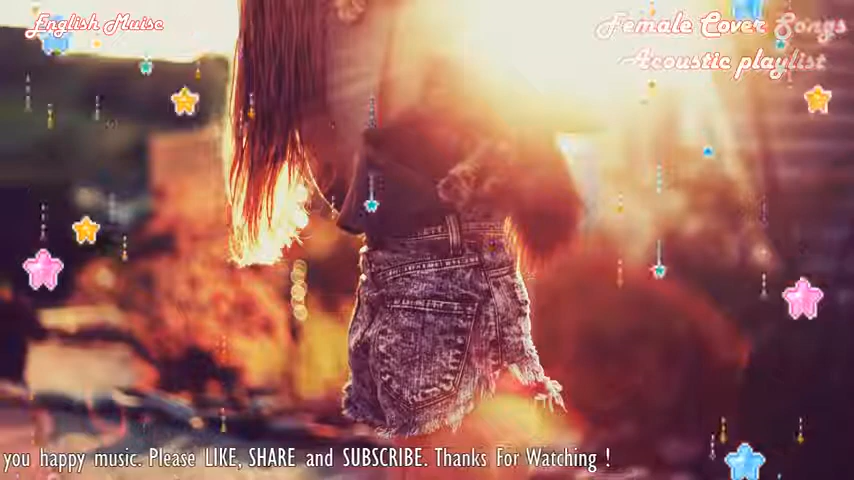 English Muisc
Female Cover Songs
Acoustic playlist
you happy music. Please LIKE, SHARE and SUBSCRIBE. Thanks For Watching !